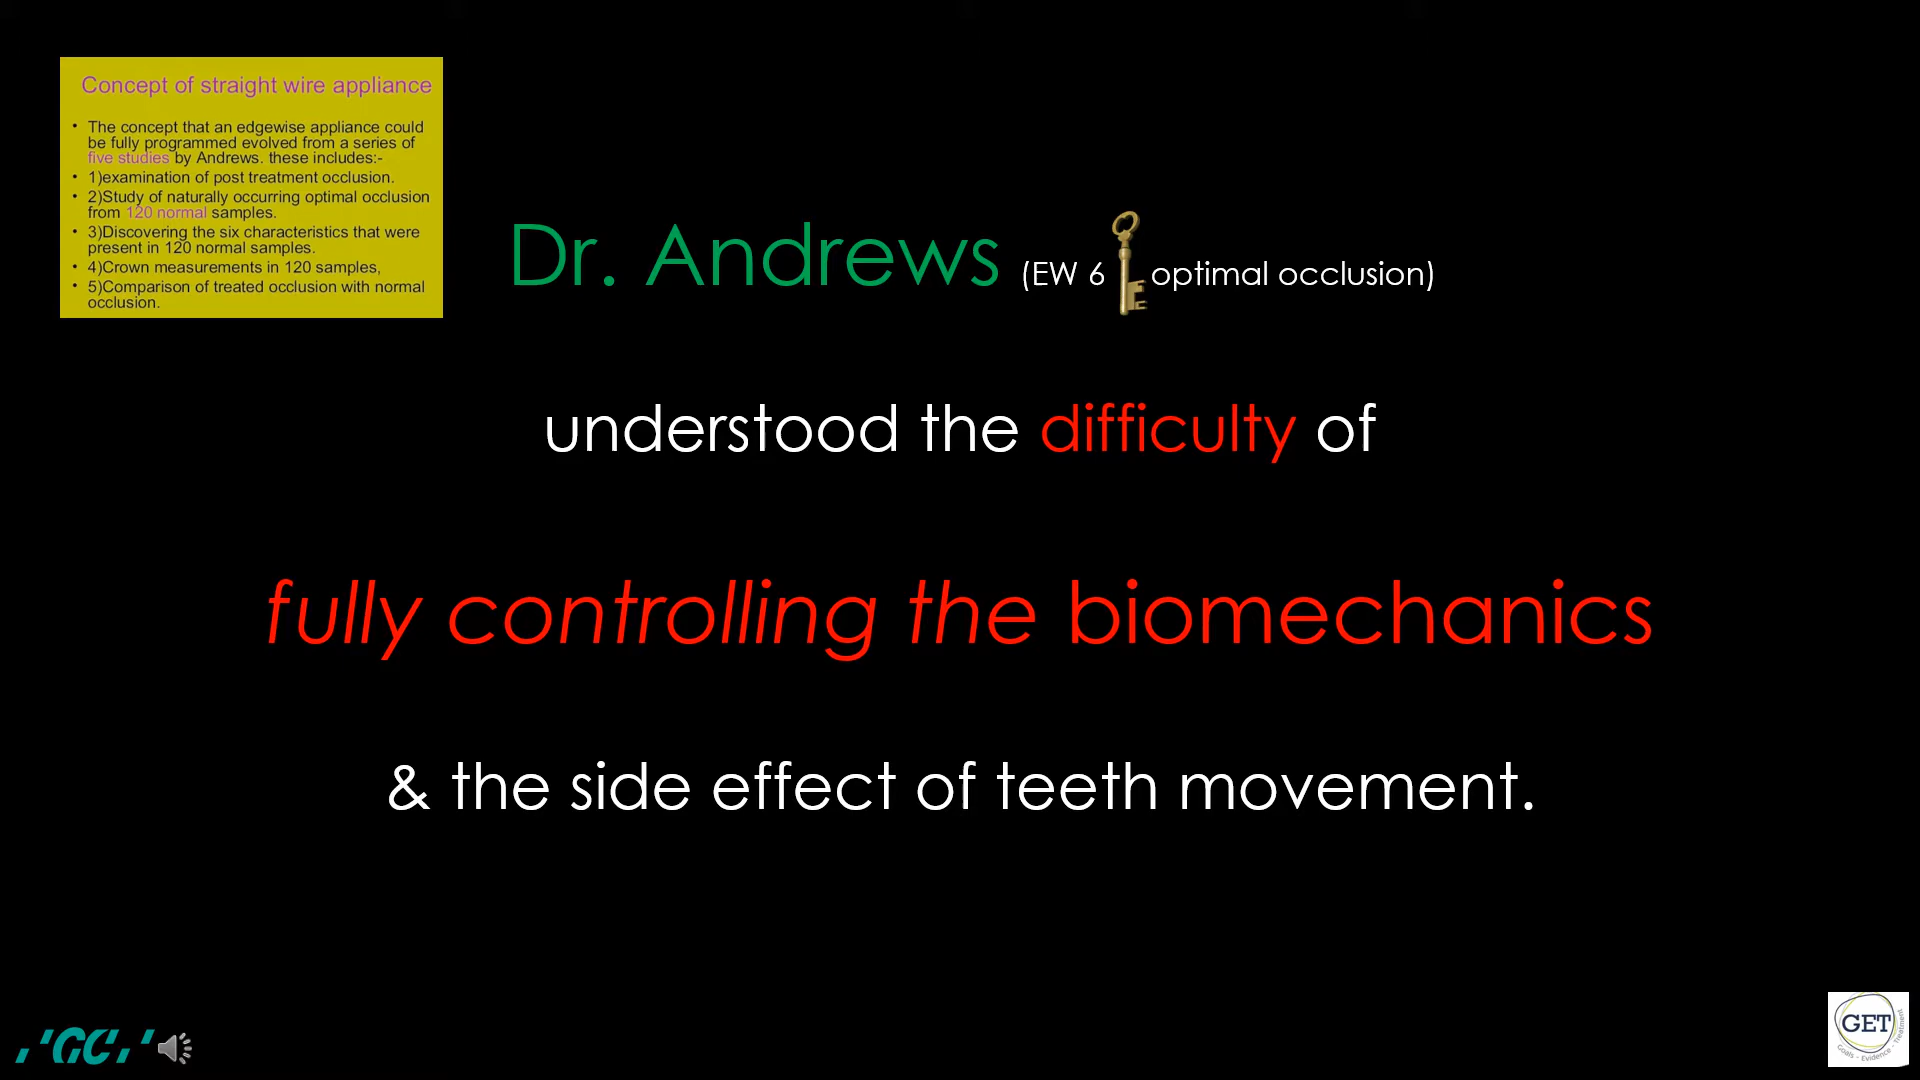 Concept of straight wire appliance
• The concept that an edgewise appliance could
be fully programmed evolved from a series of
five studies by Andrews. these includes:-
• 1)examination of post treatment occlusion.
• 2)Study of naturally occurring optimal occlusion
from 120 normal samples.
• 3)Discovering the six characteristics that were
present in 120 normal samples.
• 4)Crown measurements in 120 samples,
• 5)Comparison of treated occlusion with normal
occlusion.
Dr. Andrews (EW 6 optimal occlusion)
understood the difficulty of
fully controlling the biomechanics
& the side effect of teeth movement.
GC
GET
Goals - Evidence - Treatment